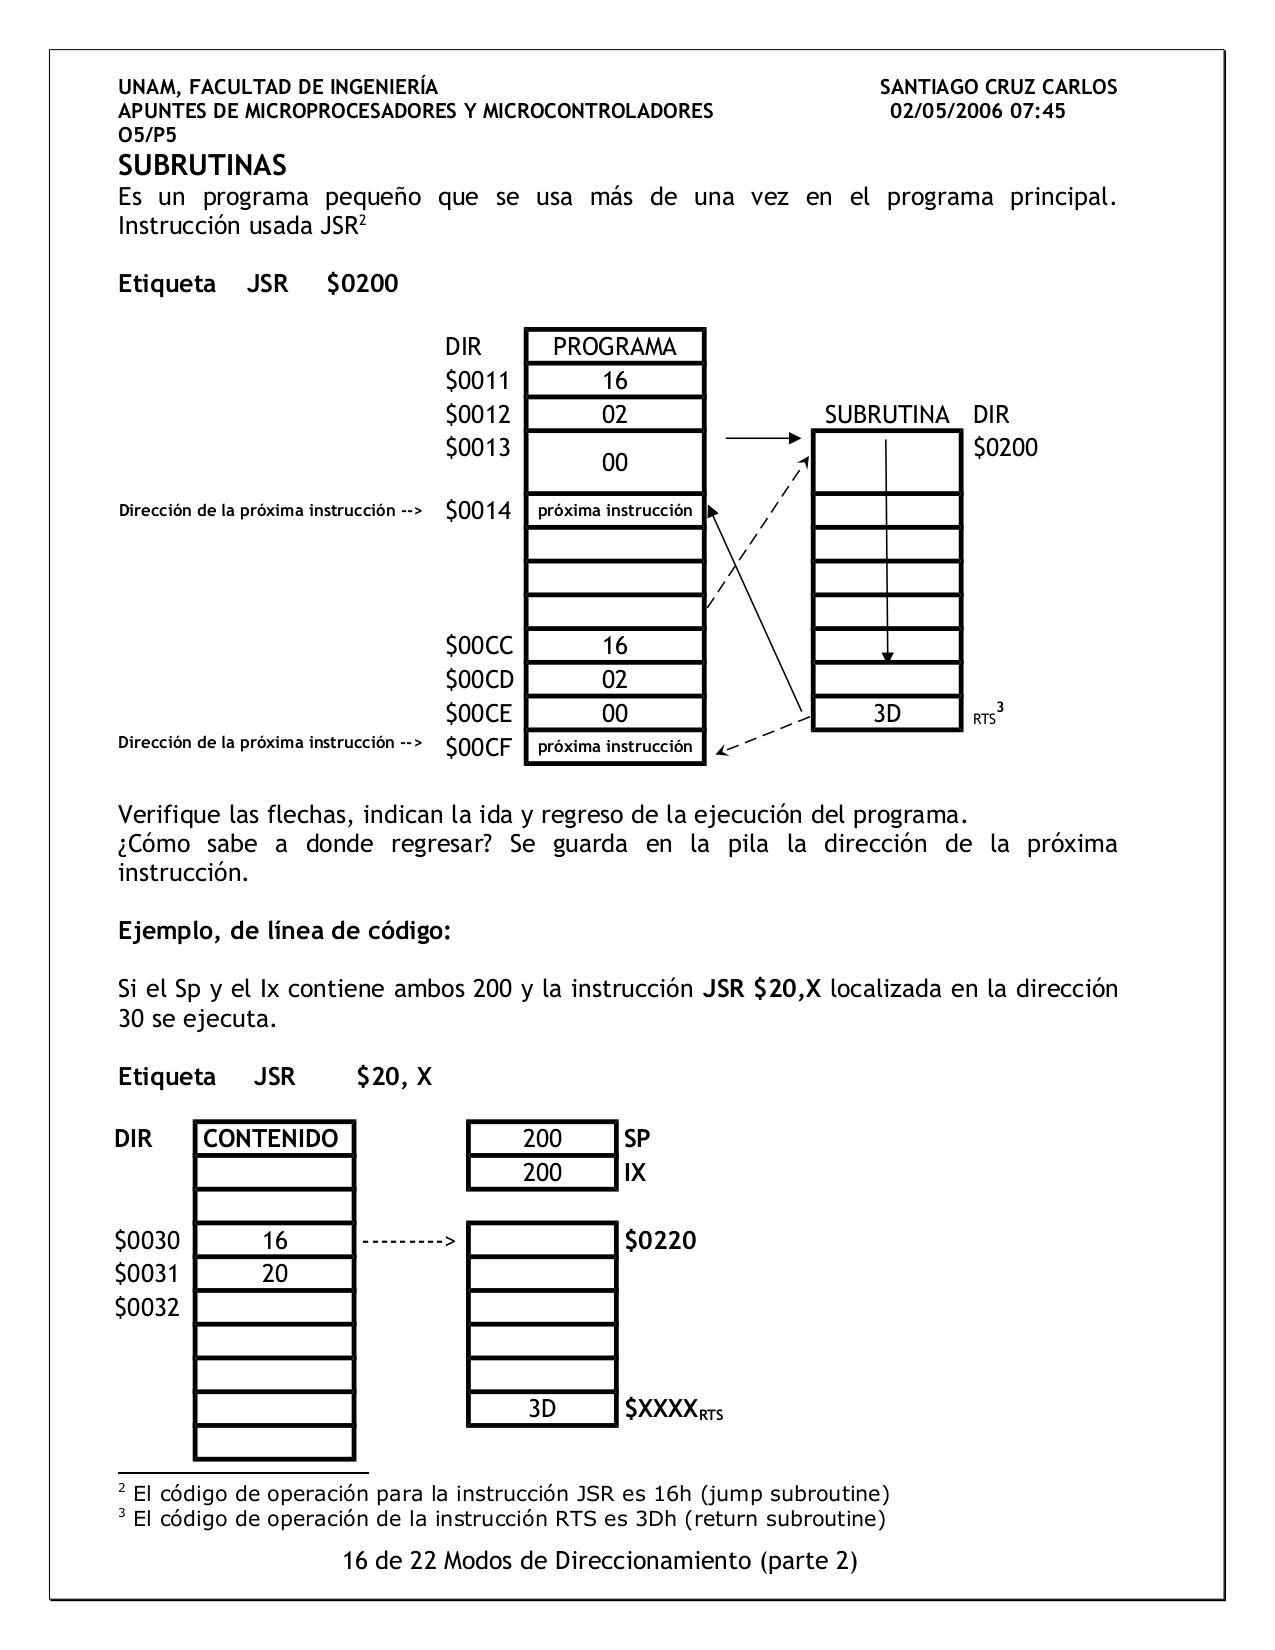 UNAM, FACULTAD DE INGENIERÍA SANTIAGO CRUZ CARLOS
APUNTES DE MICROPROCESADORES Y MICROCONTROLADORES 02/05/2006 07:45
O5/P5
SUBRUTINAS
Es un programa pequeño que se usa más de una vez en el programa principal.
Instrucción usada JSR²
Etiqueta JSR $0200
DIR PROGRAMA
$0011 16
$0012 02 SUBRUTINA DIR
$0013 00 $0200
Dirección de la próxima instrucción --> $0014 próxima instrucción
$00CC 16
$00CD 02
$00CE 00 3D RTS³
Dirección de la próxima instrucción --> $00CF próxima instrucción
Verifique las flechas, indican la ida y regreso de la ejecución del programa.
¿Cómo sabe a donde regresar? Se guarda en la pila la dirección de la próxima
instrucción.
Ejemplo, de línea de código:
Si el Sp y el Ix contiene ambos 200 y la instrucción JSR $20,X localizada en la dirección
30 se ejecuta.
Etiqueta JSR $20, X
DIR CONTENIDO 200 SP
200 IX
$0030 16 ---------> $0220
$0031 20
$0032
3D $XXXX RTS
² El código de operación para la instrucción JSR es 16h (jump subroutine)
³ El código de operación de la instrucción RTS es 3Dh (return subroutine)
16 de 22 Modos de Direccionamiento (parte 2)